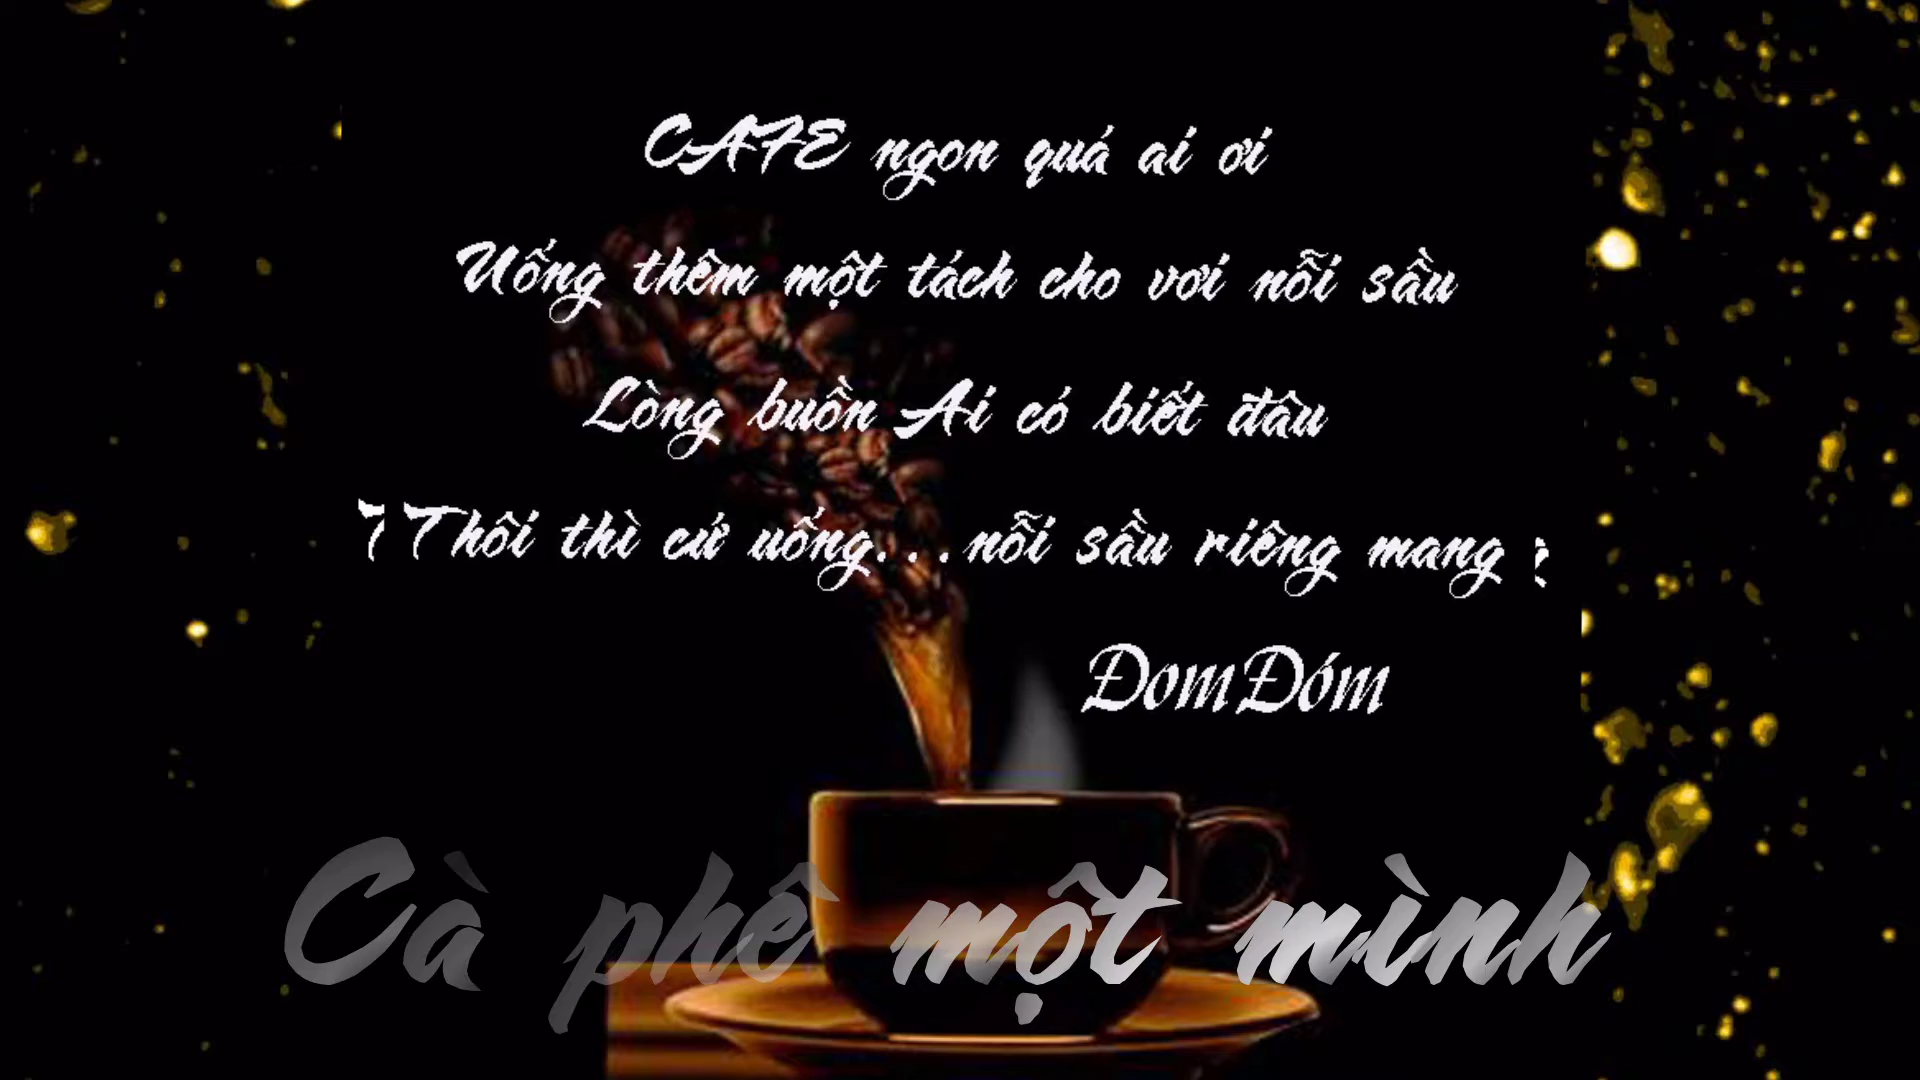 CAFE ngon quá ai ơi
Uống thêm một tách cho vơi nỗi sầu
Lòng buồn Ai có biết đâu
Thôi thì cứ uống...nỗi sầu riêng mang
ĐomĐóm
Cà phê một mình